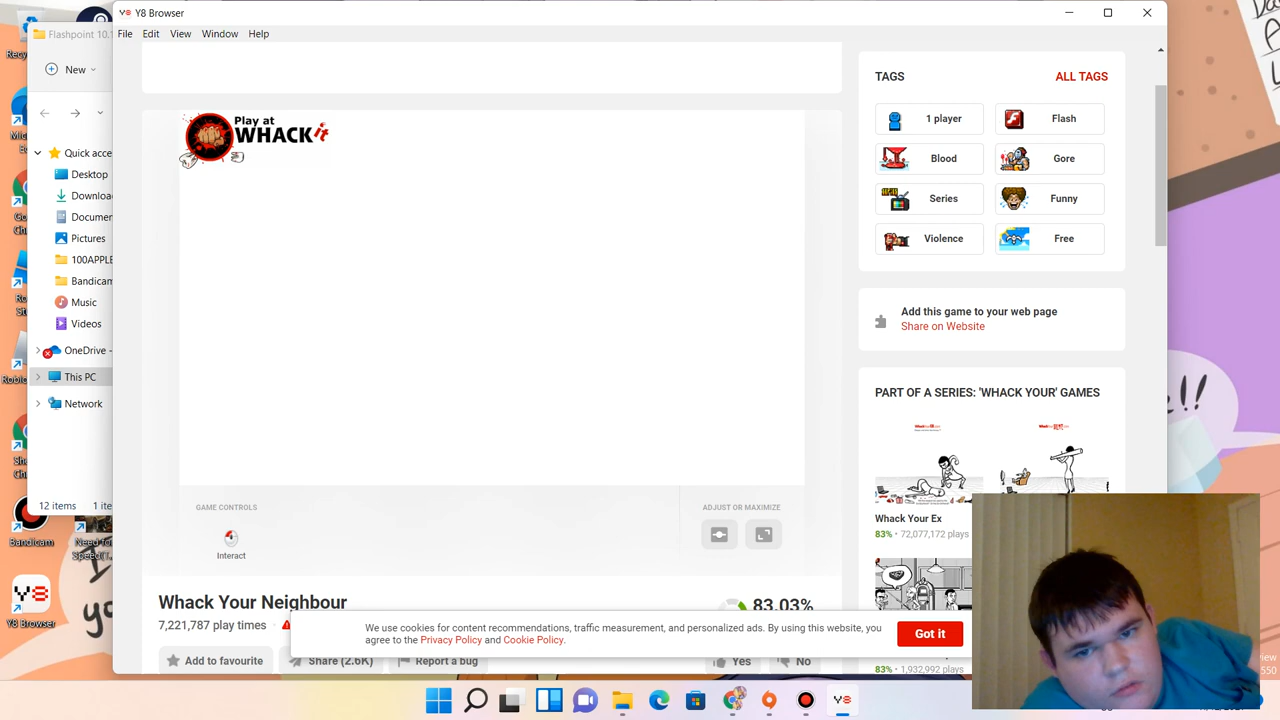 Y8 Browser
Flashpoint 10.1
File Edit View Window Help
New
TAGS ALL TAGS
Play at
WHACK it
1 player Flash
Blood Gore
Series Funny
Violence Free
Quick access
Desktop
Documen
Pictures
100APPLE
Bandicam
Music
Videos
OneDrive -
This PC
Network
Add this game to your web page
Share on Website
PART OF A SERIES: 'WHACK YOUR' GAMES
12 items
GAME CONTROLS ADJUST OR MAXIMIZE
Interact
Whack Your Ex
83% • 72,077,172 plays
Bandicam
Need for
Speed(
Y8 Browser
Whack Your Neighbour
7,221,787 play times
83.03%
We use cookies for content recommendations, traffic measurement, and personalized ads. By using this website, you
agree to the Privacy Policy and Cookie Policy.
Got it
Add to favourite Share (2.6K) Report a bug Yes No
83% • 1,932,992 plays